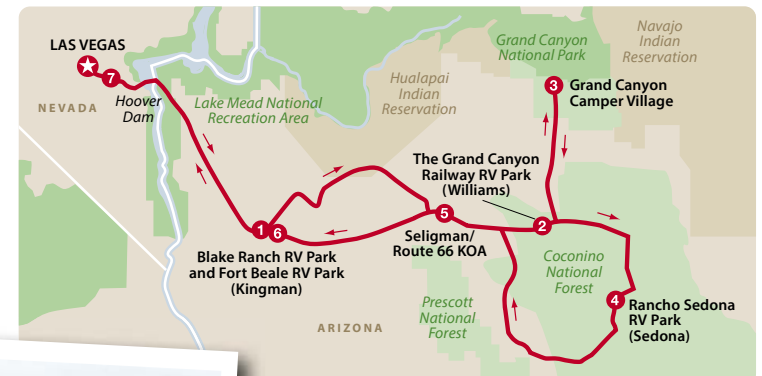 LAS VEGAS
7
NEVADA
Hoover
Dam
Lake Mead National
Recreation Area
Hualapai
Indian
Reservation
Grand Canyon
National Park
Navajo
Indian
Reservation
3
Grand Canyon
Camper Village
The Grand Canyon
Railway RV Park
(Williams)
2
5
Seligman/
Route 66 KOA
1
6
Blake Ranch RV Park
and Fort Beale RV Park
(Kingman)
Coconino
National
Forest
4
Rancho Sedona
RV Park
(Sedona)
Prescott
National
Forest
ARIZONA